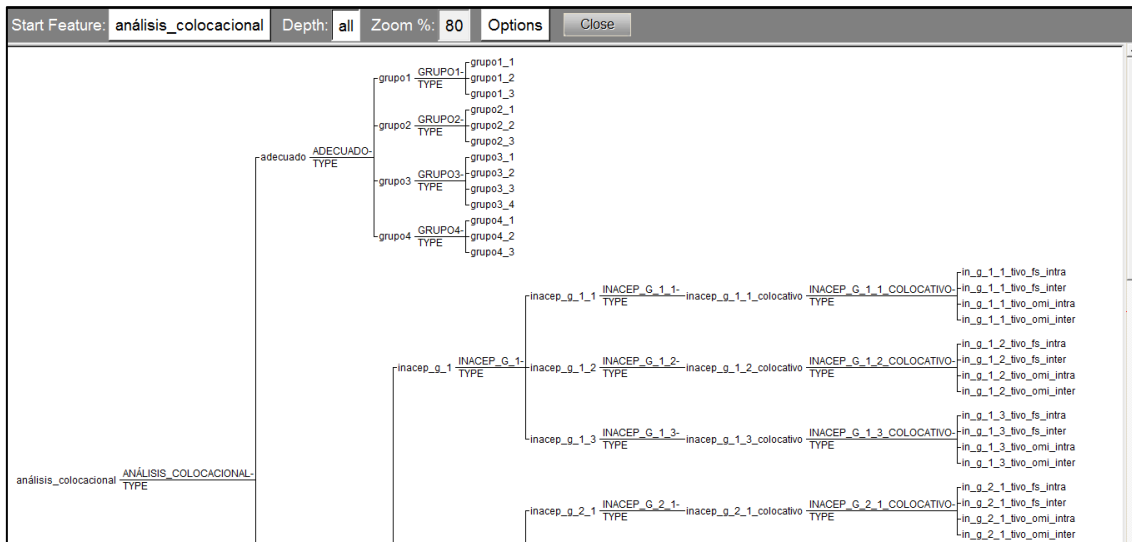 Start Feature: análisis_colocacional Depth: all Zoom %: 80 Options Close
grupo1_1
grupo1 GRUPO1- grupo1_2
TYPE
grupo1_3
grupo2_1
grupo2 GRUPO2- grupo2_2
TYPE
grupo2_3
adecuado ADECUADO-
TYPE
grupo3_1
grupo3_2
grupo3 GRUPO3-
TYPE
grupo3_3
grupo3_4
grupo4_1
grupo4 GRUPO4- grupo4_2
TYPE
grupo4_3
in_g_1_1_tivo_fs_intra
inacep_g_1_1 INACEP_G_1_1- inacep_g_1_1_colocativo INACEP_G_1_1_COLOCATIVO- in_g_1_1_tivo_fs_inter
TYPE TYPE
in_g_1_1_tivo_omi_intra
in_g_1_1_tivo_omi_inter
in_g_1_2_tivo_fs_intra
inacep_g_1 INACEP_G_1- inacep_g_1_2 INACEP_G_1_2- inacep_g_1_2_colocativo INACEP_G_1_2_COLOCATIVO- in_g_1_2_tivo_fs_inter
TYPE TYPE TYPE
in_g_1_2_tivo_omi_intra
in_g_1_2_tivo_omi_inter
in_g_1_3_tivo_fs_intra
inacep_g_1_3 INACEP_G_1_3- inacep_g_1_3_colocativo INACEP_G_1_3_COLOCATIVO- in_g_1_3_tivo_fs_inter
TYPE TYPE
in_g_1_3_tivo_omi_intra
in_g_1_3_tivo_omi_inter
análisis_colocacional ANÁLISIS_COLOCACIONAL-
TYPE
in_g_2_1_tivo_fs_intra
inacep_g_2_1 INACEP_G_2_1- inacep_g_2_1_colocativo INACEP_G_2_1_COLOCATIVO- in_g_2_1_tivo_fs_inter
TYPE TYPE
in_g_2_1_tivo_omi_intra
in_g_2_1_tivo_omi_inter